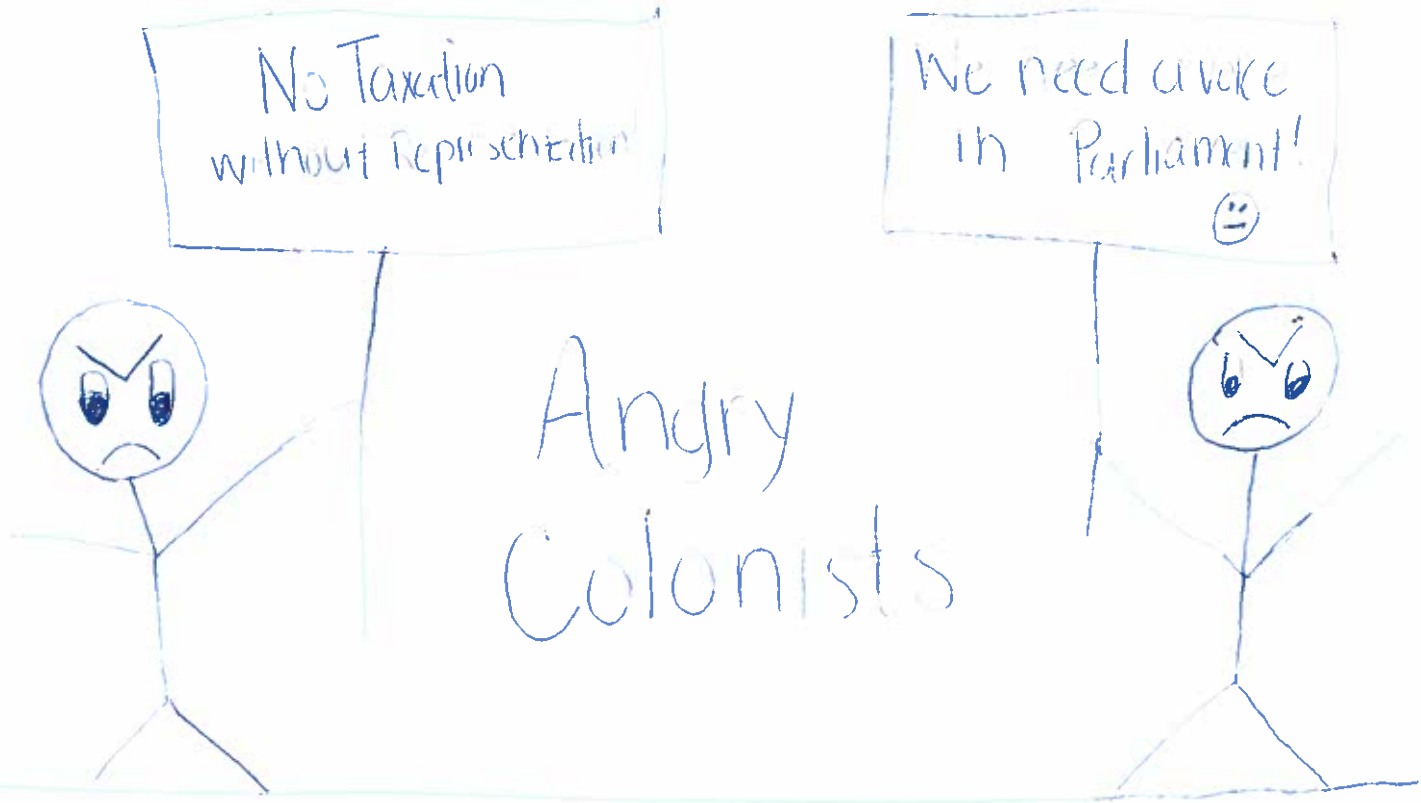 No Taxation
without Representation
We need a voice
in Parliament!
Angry
Colonists